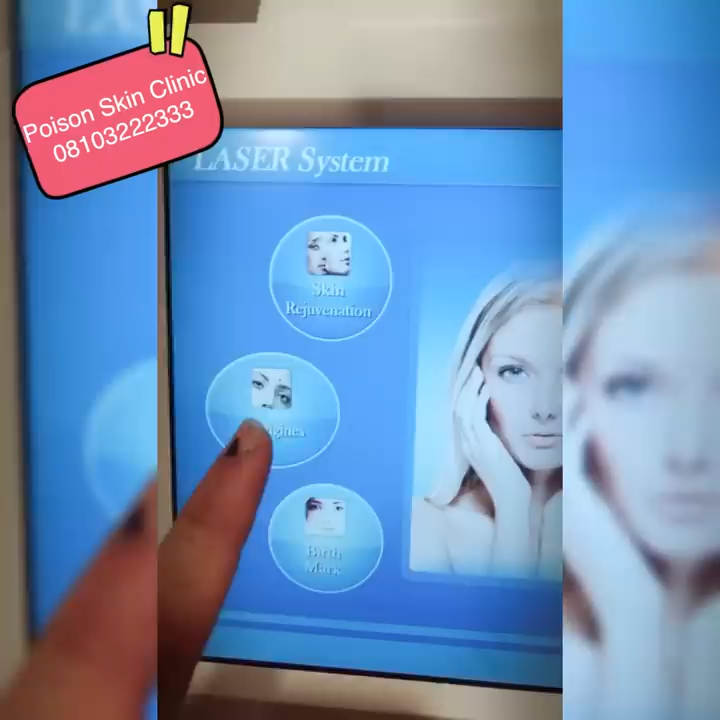 Poison Skin Clinic
08103222333
LASER System
Skin
Rejuvenation
Birth
Mark